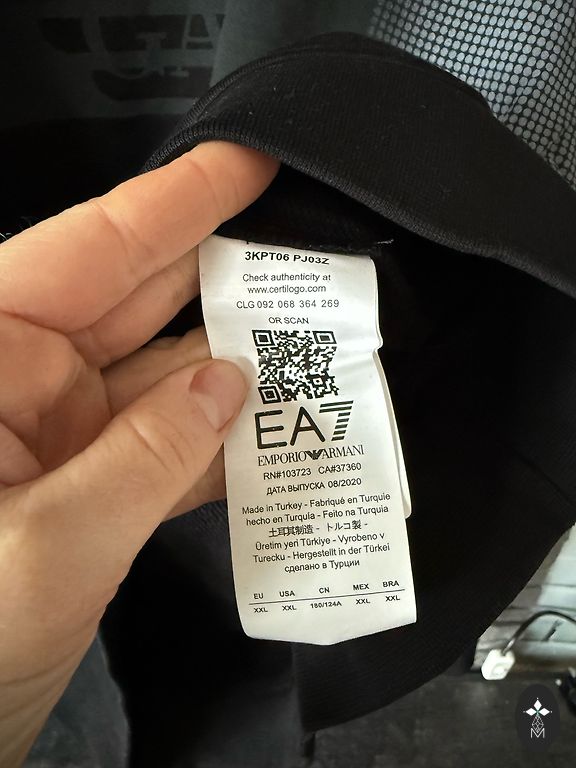 3KPT06 PJ03Z
Check authenticity at
www.certilogo.com
CLG 092 068 364 269
OR SCAN
EA7
EMPORIO ARMANI
RN#103723 CA#37360
ДАТА ВЫПУСКА 08/2020
Made in Turkey - Fabriqué en Turquie
hecho en Turquía - Feito na Turquia
土耳其制造 - トルコ製 -
Üretim yeri Türkiye - Vyrobeno v
Turecku - Hergestellt in der Türkei
сделано в Турции
EU USA CN MEX BRA
XXL XXL 180/124A XXL XXL
M